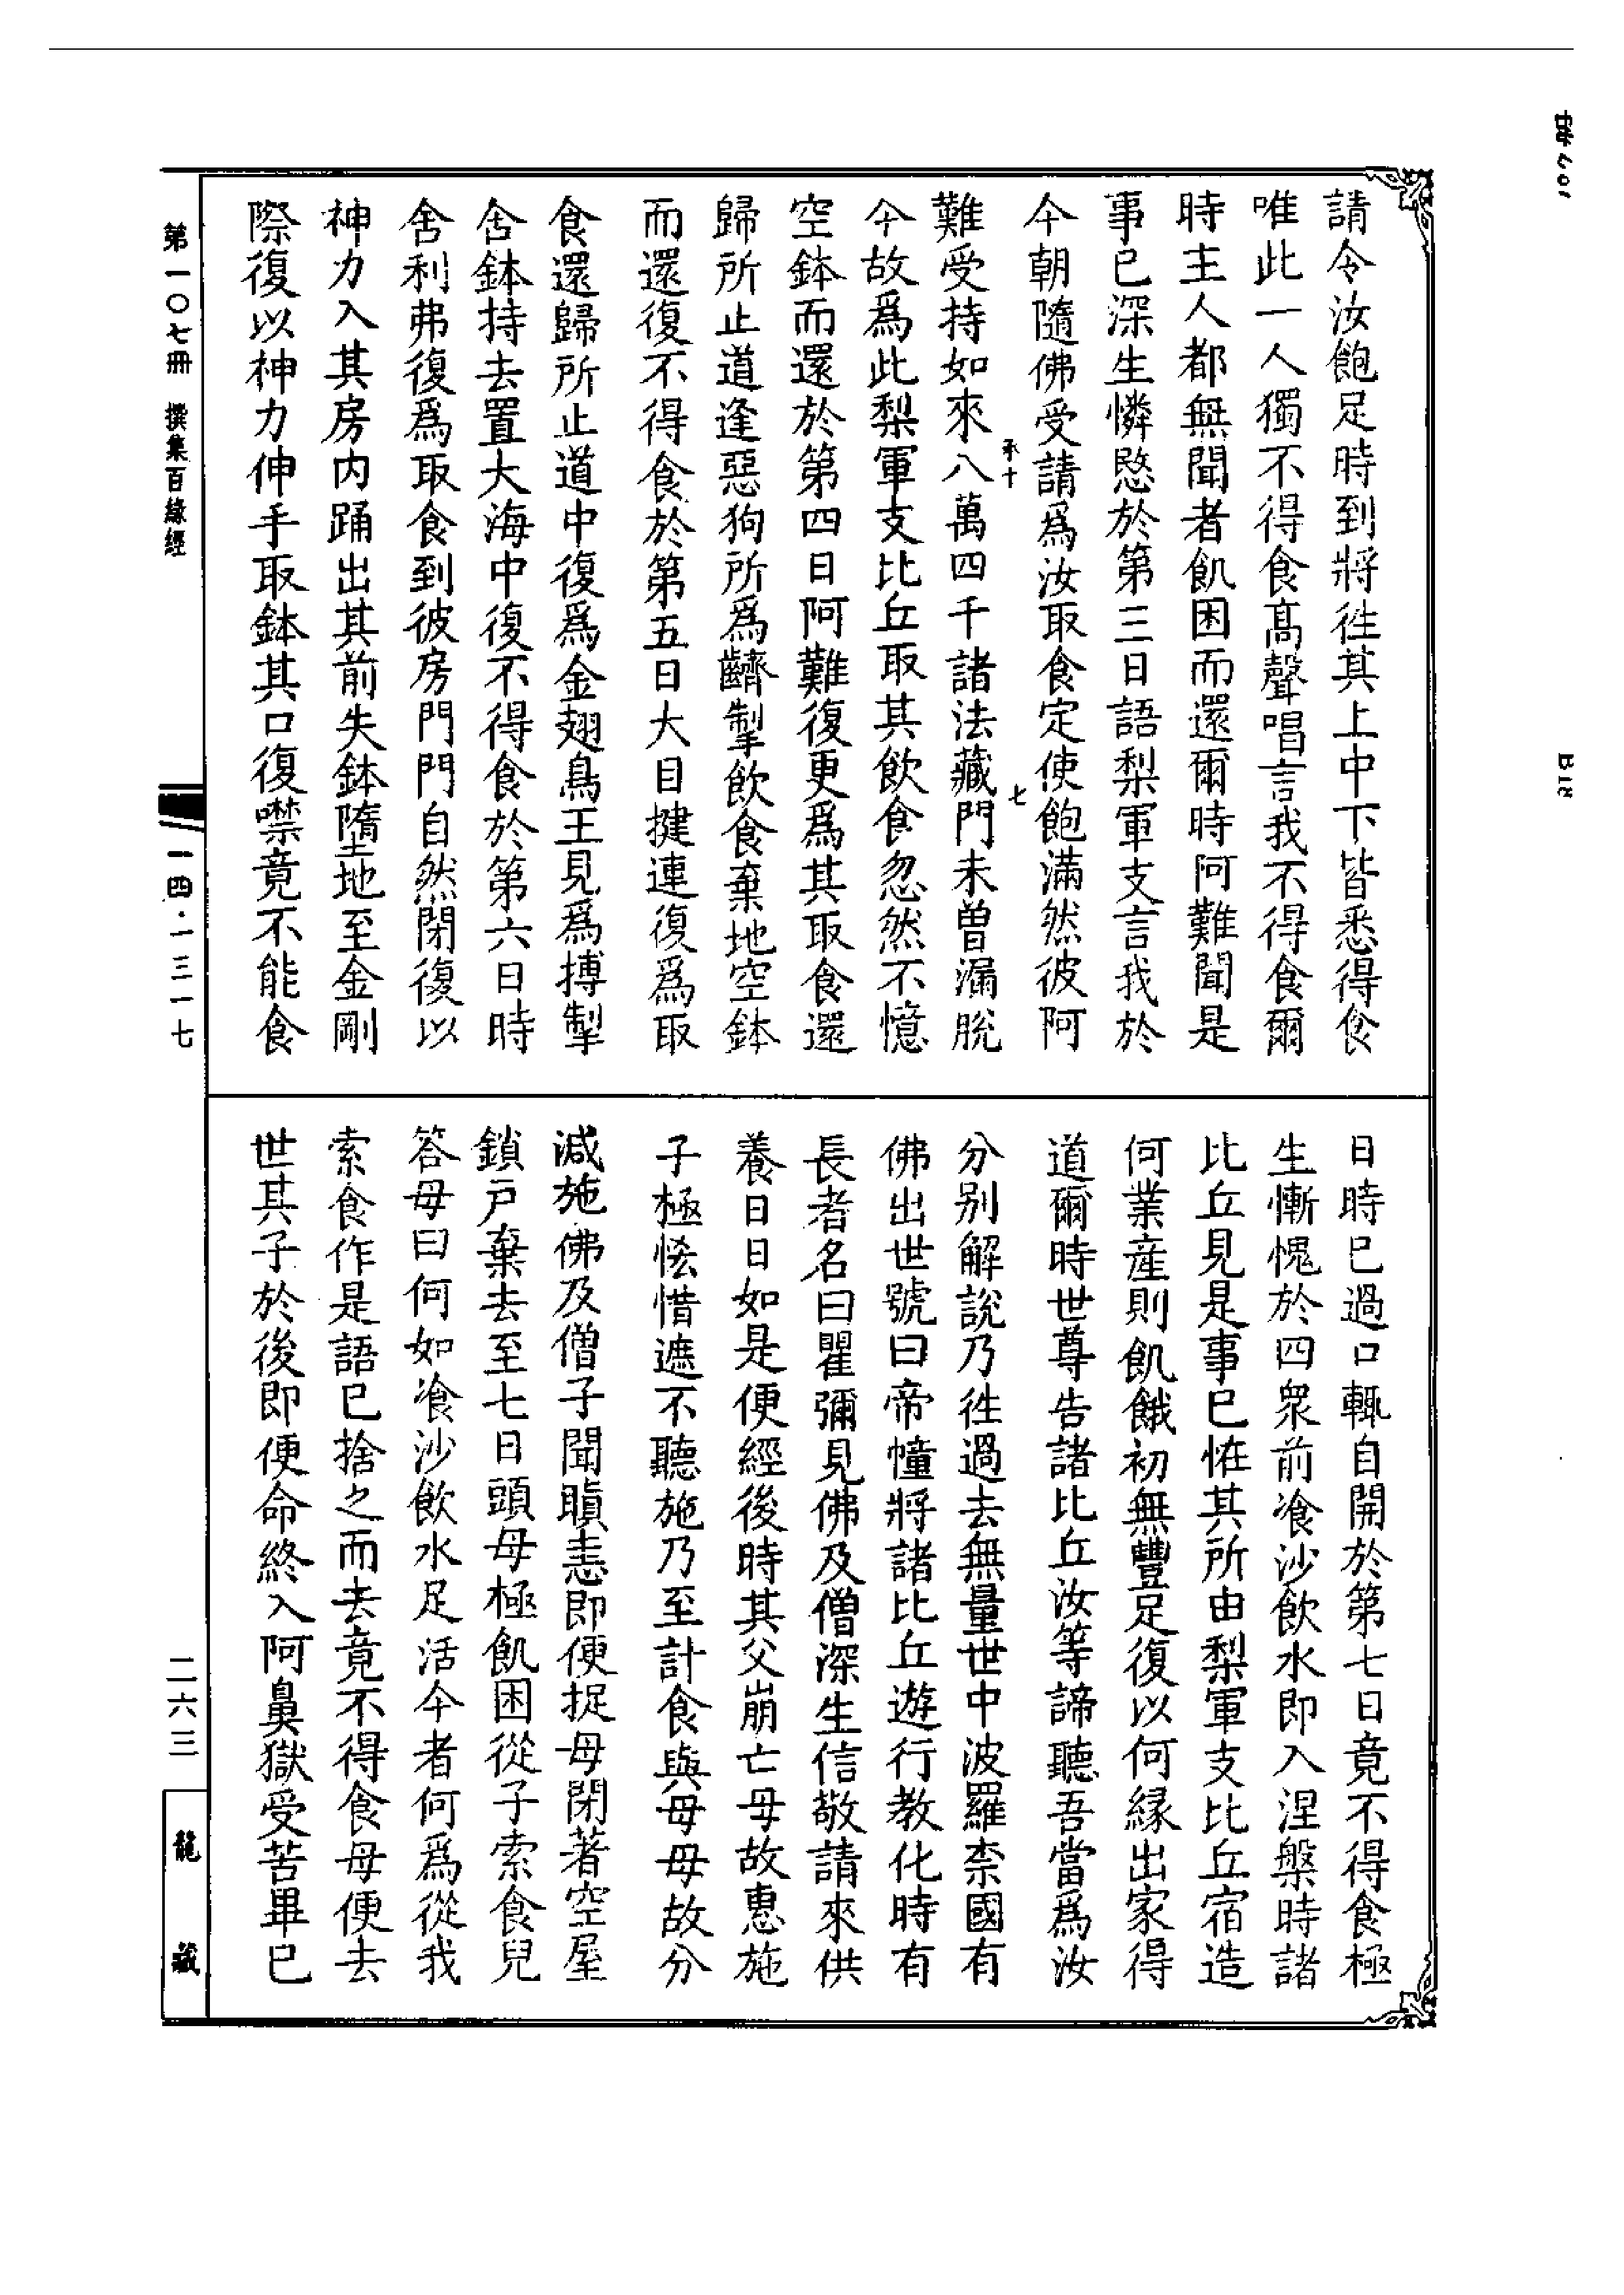 請令汝飽足時到將往其上中下皆悉得食
唯此一人獨不得食高聲唱言我不得食爾
時主人都無聞者飢困而還爾時阿難聞是
事已深生憐愍於第三日語梨軍支言我於
今朝隨佛受請爲汝取食定使飽滿然彼阿
難受持如來八萬四千諸法藏門未曾漏脫
今故爲此梨軍支比丘取其飲食忽然不憶
空鉢而還於第四日阿難復更爲其取食還
歸所止道逢惡狗所爲齩掣飲食棄地空鉢
而還復不得食於第五日大目揵連復爲取
食還歸所止道中復爲金翅鳥王見爲搏掣
舍鉢持去置大海中復不得食於第六日時
舍利弗復爲取食到彼房門門自然閉復以
神力入其房內踊出其前失鉢墮地至金剛
際復以神力伸手取鉢其口復噤竟不能食
日時已過口輒自開於第七日竟不得食極
生慚愧於四衆前飡沙飲水即入涅槃時諸
比丘見是事已怪其所由梨軍支比丘宿造
何業產則飢餓初無豐足復以何緣出家得
道爾時世尊告諸比丘汝等諦聽吾當爲汝
分別解說乃往過去無量世中波羅柰國有
佛出世號曰帝幢將諸比丘遊行教化時有
長者名曰瞿彌見佛及僧深生信敬請來供
養日日如是便經後時其父崩亡母故惠施
子極悋惜遮不聽施乃至計食與母母故分
減施佛及僧子聞瞋恚即便捉母閉著空屋
鎖戶棄去至七日頭母極飢困從子索食兒
答母曰何如飡沙飲水足活今者何爲從我
索食作是語已捨之而去竟不得食母便去
世其子於後即便命終入阿鼻獄受苦畢已
第一〇七冊 撰集百緣經
一四·一三一七
二六三
龍藏